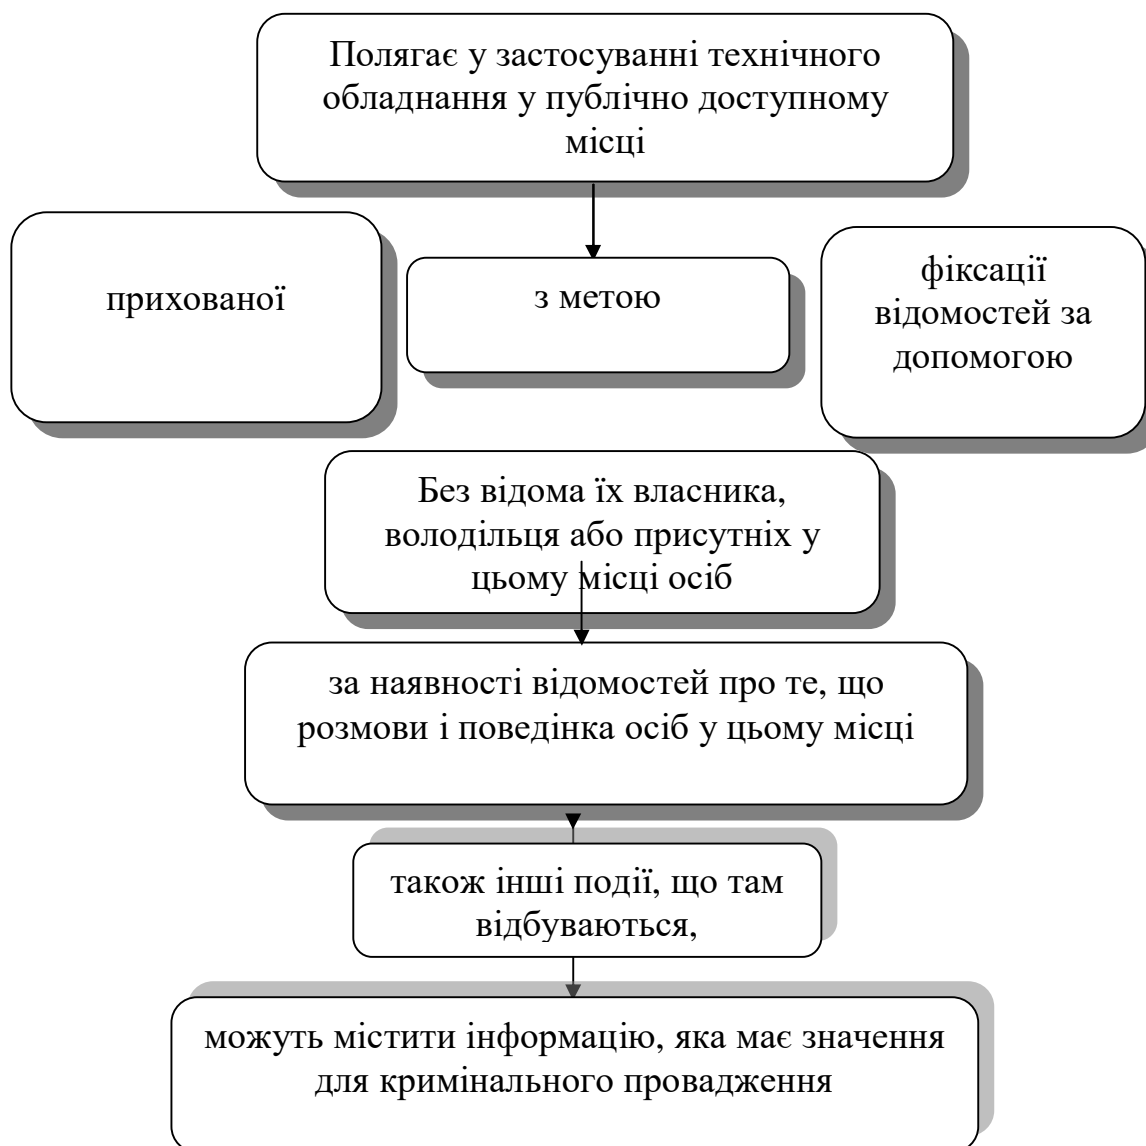 Полягає у застосуванні технічного
обладнання у публічно доступному
місці
прихованої
з метою
фіксації
відомостей за
допомогою
Без відома їх власника,
володільця або присутніх у
цьому місці осіб
за наявності відомостей про те, що
розмови і поведінка осіб у цьому місці
також інші події, що там
відбуваються,
можуть містити інформацію, яка має значення
для кримінального провадження